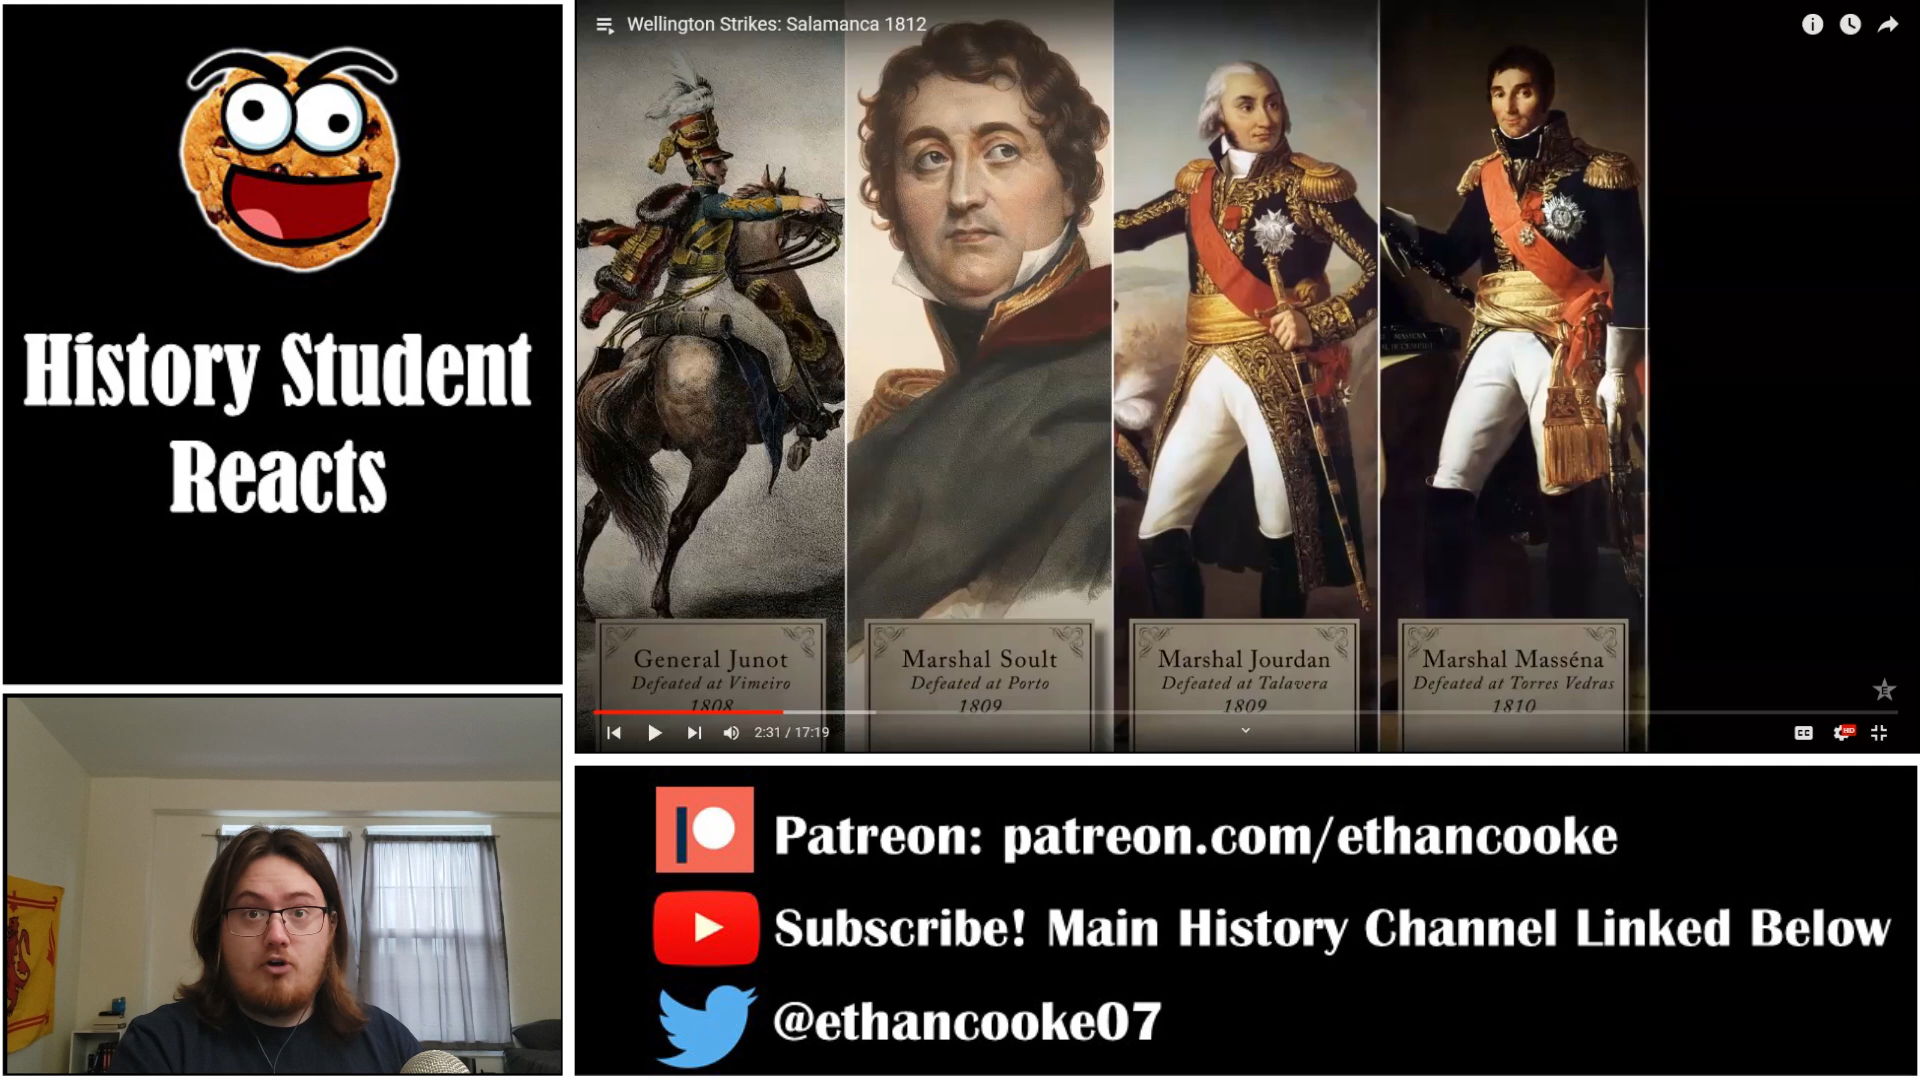 Wellington Strikes: Salamanca 1812
History Student
Reacts
General Junot
Defeated at Vimeiro
1808
Marshal Soult
Defeated at Porto
1809
Marshal Jourdan
Defeated at Talavera
1809
Marshal Masséna
Defeated at Torres Vedras
1810
2:31 / 17:19
CC
HD
Patreon: patreon.com/ethancooke
Subscribe! Main History Channel Linked Below
@ethancooke07